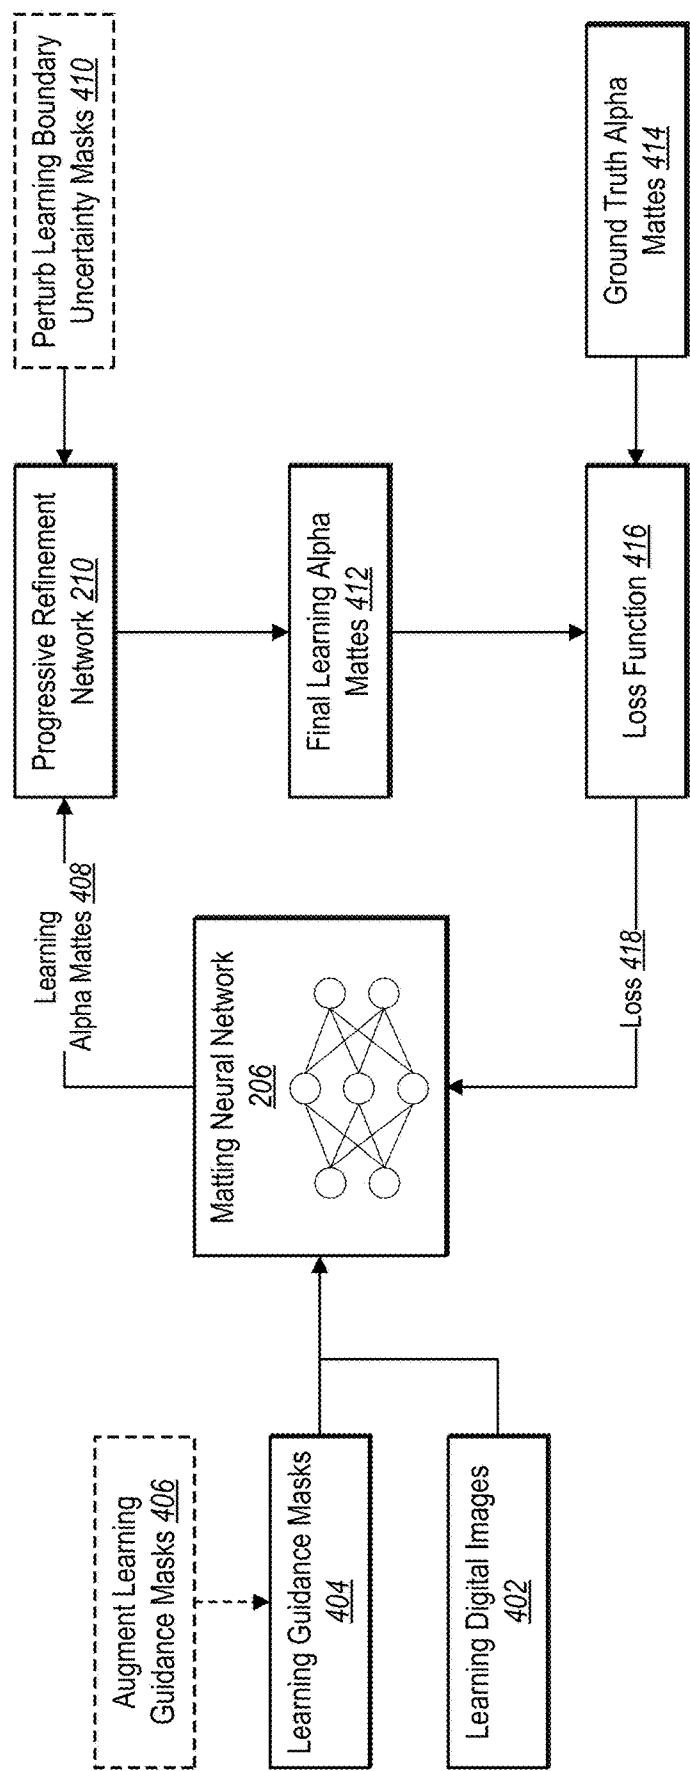 Augment Learning
Guidance Masks 406
Learning Guidance Masks
404
Learning Digital Images
402
Matting Neural Network
206
Learning
Alpha Mattes 408
Loss 418
Progressive Refinement
Network 210
Final Learning Alpha
Mattes 412
Loss Function 416
Perturb Learning Boundary
Uncertainty Masks 410
Ground Truth Alpha
Mattes 414